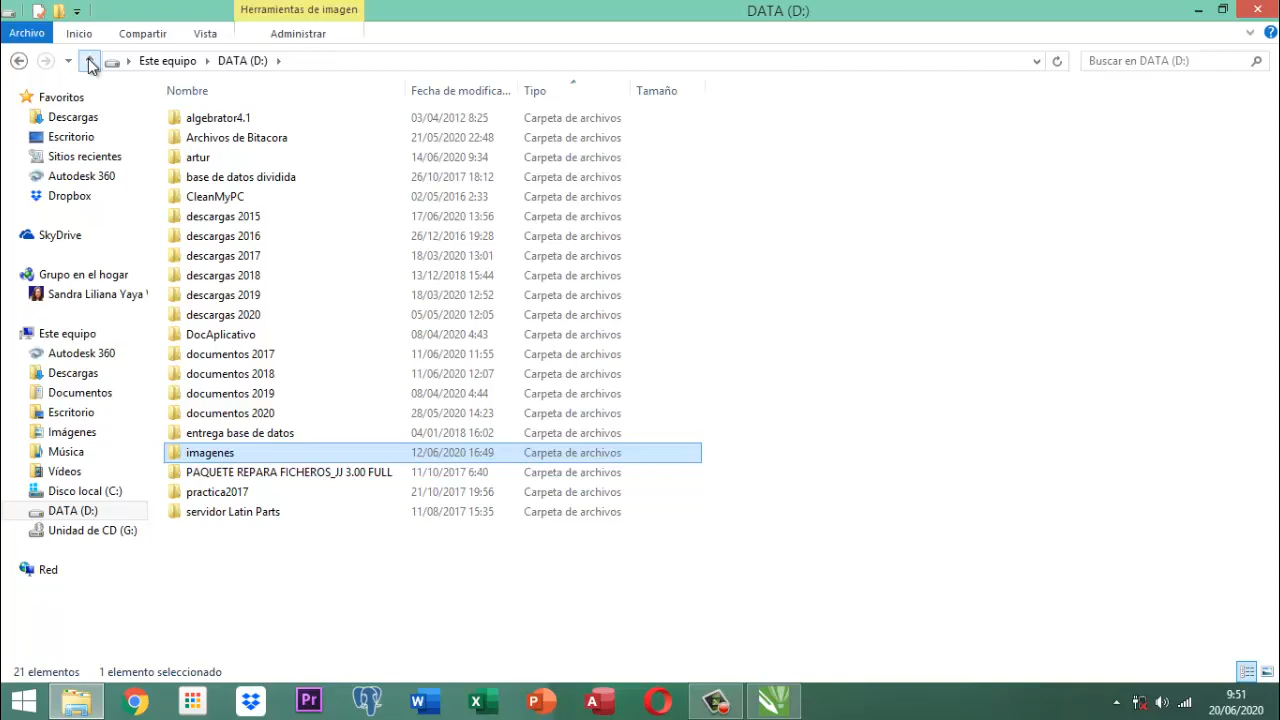 Herramientas de imagen
DATA (D:)
Archivo Inicio Compartir Vista Administrar
Este equipo DATA (D:) Buscar en DATA (D:)
Nombre Fecha de modifica... Tipo Tamaño
Favoritos
Descargas
Escritorio
Sitios recientes
Autodesk 360
Dropbox
SkyDrive
Grupo en el hogar
Sandra Liliana Yaya
Este equipo
Autodesk 360
Descargas
Documentos
Escritorio
Imágenes
Música
Vídeos
Disco local (C:)
DATA (D:)
Unidad de CD (G:)
Red
algebrator4.1 03/04/2012 8:25 Carpeta de archivos
Archivos de Bitacora 21/05/2020 22:48 Carpeta de archivos
artur 14/06/2020 9:34 Carpeta de archivos
base de datos dividida 26/10/2017 18:12 Carpeta de archivos
CleanMyPC 02/05/2016 2:33 Carpeta de archivos
descargas 2015 17/06/2020 13:56 Carpeta de archivos
descargas 2016 26/12/2016 19:28 Carpeta de archivos
descargas 2017 18/03/2020 13:01 Carpeta de archivos
descargas 2018 13/12/2018 15:44 Carpeta de archivos
descargas 2019 18/03/2020 12:52 Carpeta de archivos
descargas 2020 05/05/2020 12:05 Carpeta de archivos
DocAplicativo 08/04/2020 4:43 Carpeta de archivos
documentos 2017 11/06/2020 11:55 Carpeta de archivos
documentos 2018 11/06/2020 12:07 Carpeta de archivos
documentos 2019 08/04/2020 4:44 Carpeta de archivos
documentos 2020 28/05/2020 14:23 Carpeta de archivos
entrega base de datos 04/01/2018 16:02 Carpeta de archivos
imagenes 12/06/2020 16:49 Carpeta de archivos
PAQUETE REPARA FICHEROS_JJ 3.00 FULL 11/10/2017 6:40 Carpeta de archivos
practica2017 21/10/2017 19:56 Carpeta de archivos
servidor Latin Parts 11/08/2017 15:35 Carpeta de archivos
21 elementos 1 elemento seleccionado
Pr W X P A
9:51
20/06/2020